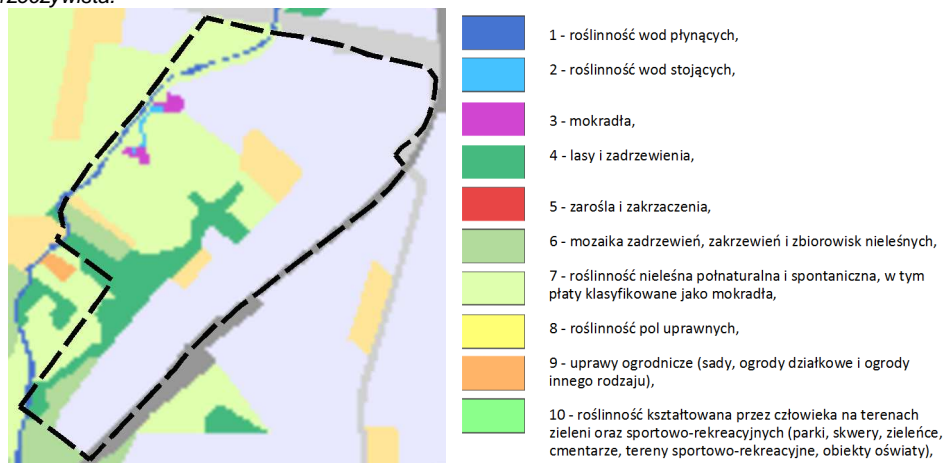 rzeczywista.
1 - roślinność wod płynących,
2 - roślinność wod stojących,
3 - mokradła,
4 - lasy i zadrzewienia,
5 - zarośla i zakrzaczenia,
6 - mozaika zadrzewień, zakrzewień i zbiorowisk nieleśnych,
7 - roślinność nieleśna połnaturalna i spontaniczna, w tym
płaty klasyfikowane jako mokradła,
8 - roślinność pol uprawnych,
9 - uprawy ogrodnicze (sady, ogrody działkowe i ogrody
innego rodzaju),
10 - roślinność kształtowana przez człowieka na terenach
zieleni oraz sportowo-rekreacyjnych (parki, skwery, zieleńce,
cmentarze, tereny sportowo-rekreacyjne, obiekty oświaty),